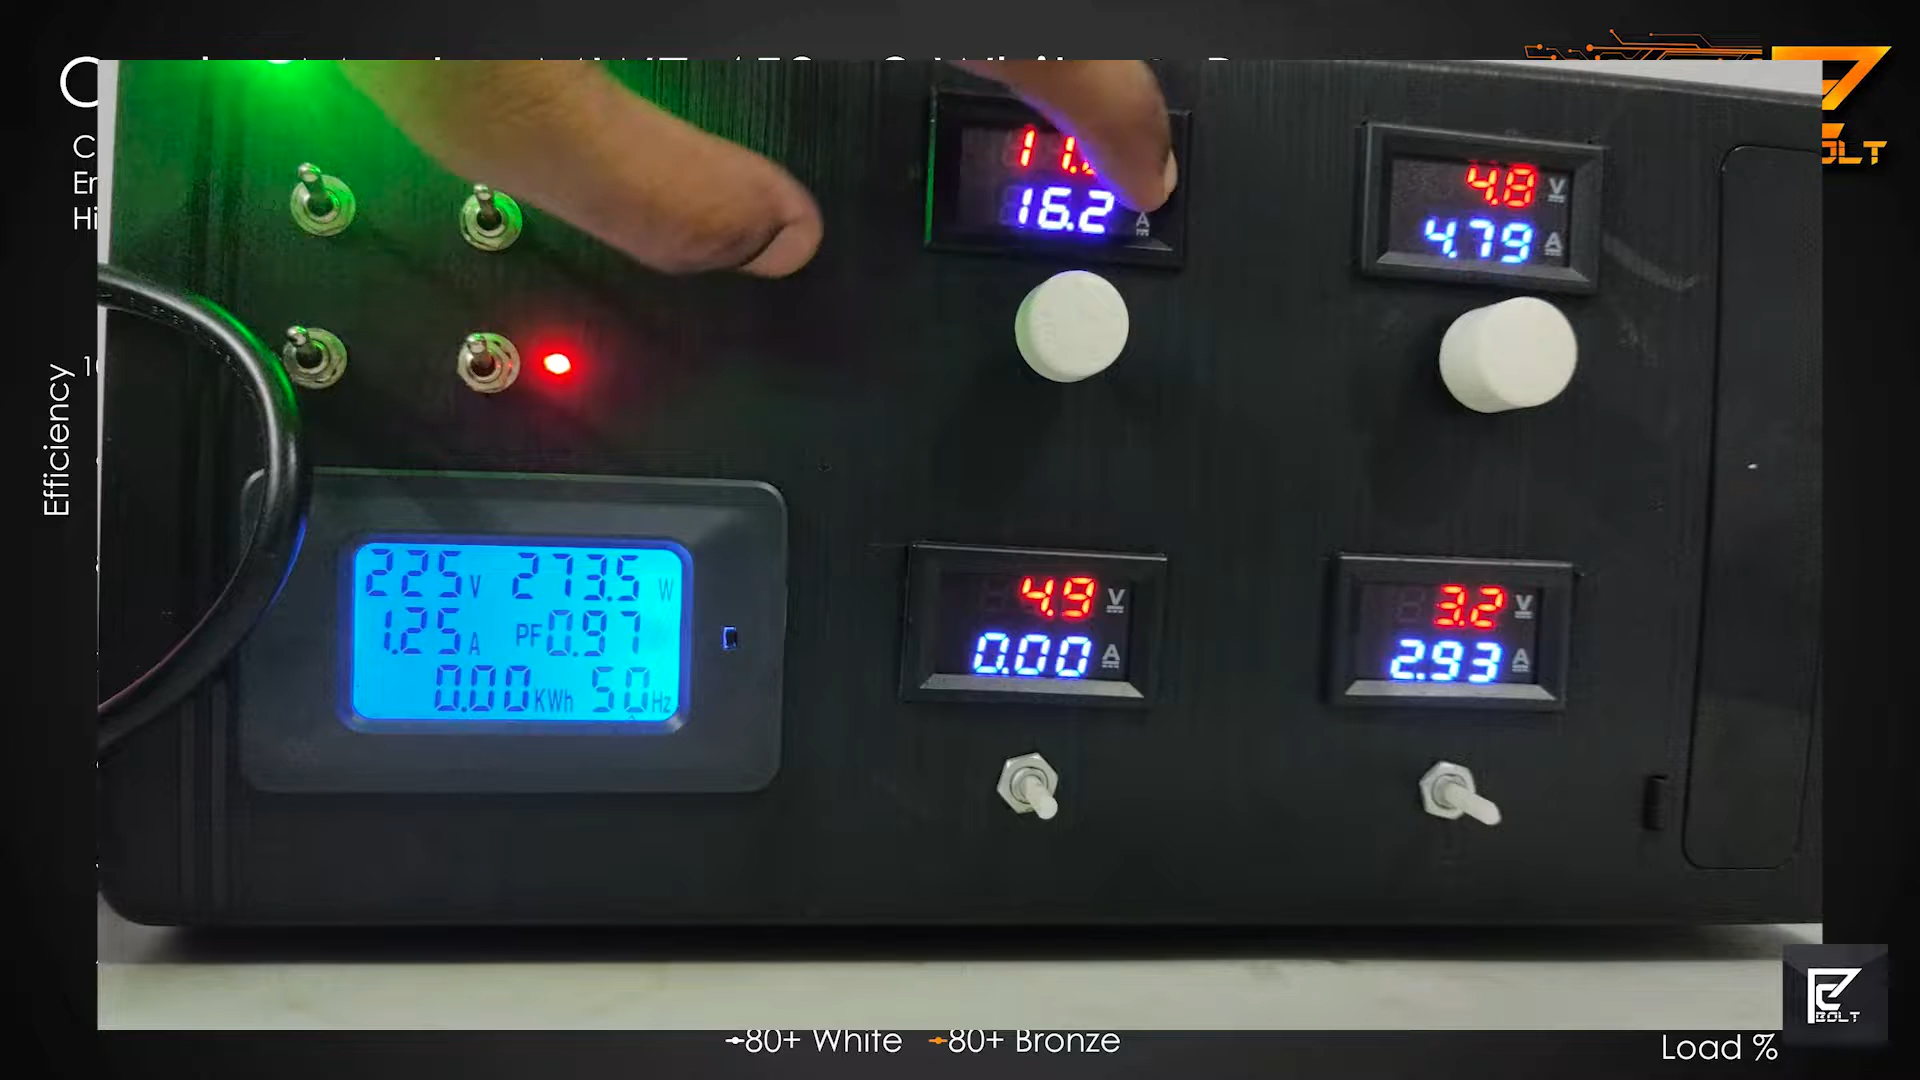 16.2 A
4.8 V
4.79 A
Efficiency
225 V 273.5 W
1.25 A PF 0.97
0.00 KWh 50 Hz
4.9 V
0.00 A
3.2 V
2.93 A
BOLT
80+ White 80+ Bronze
Load %